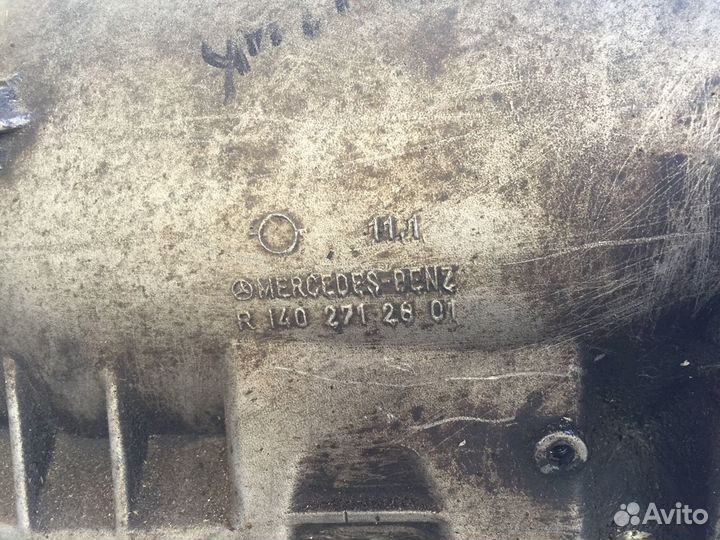 11.1
MERCEDES-BENZ
R 140 271 26 01
Avito